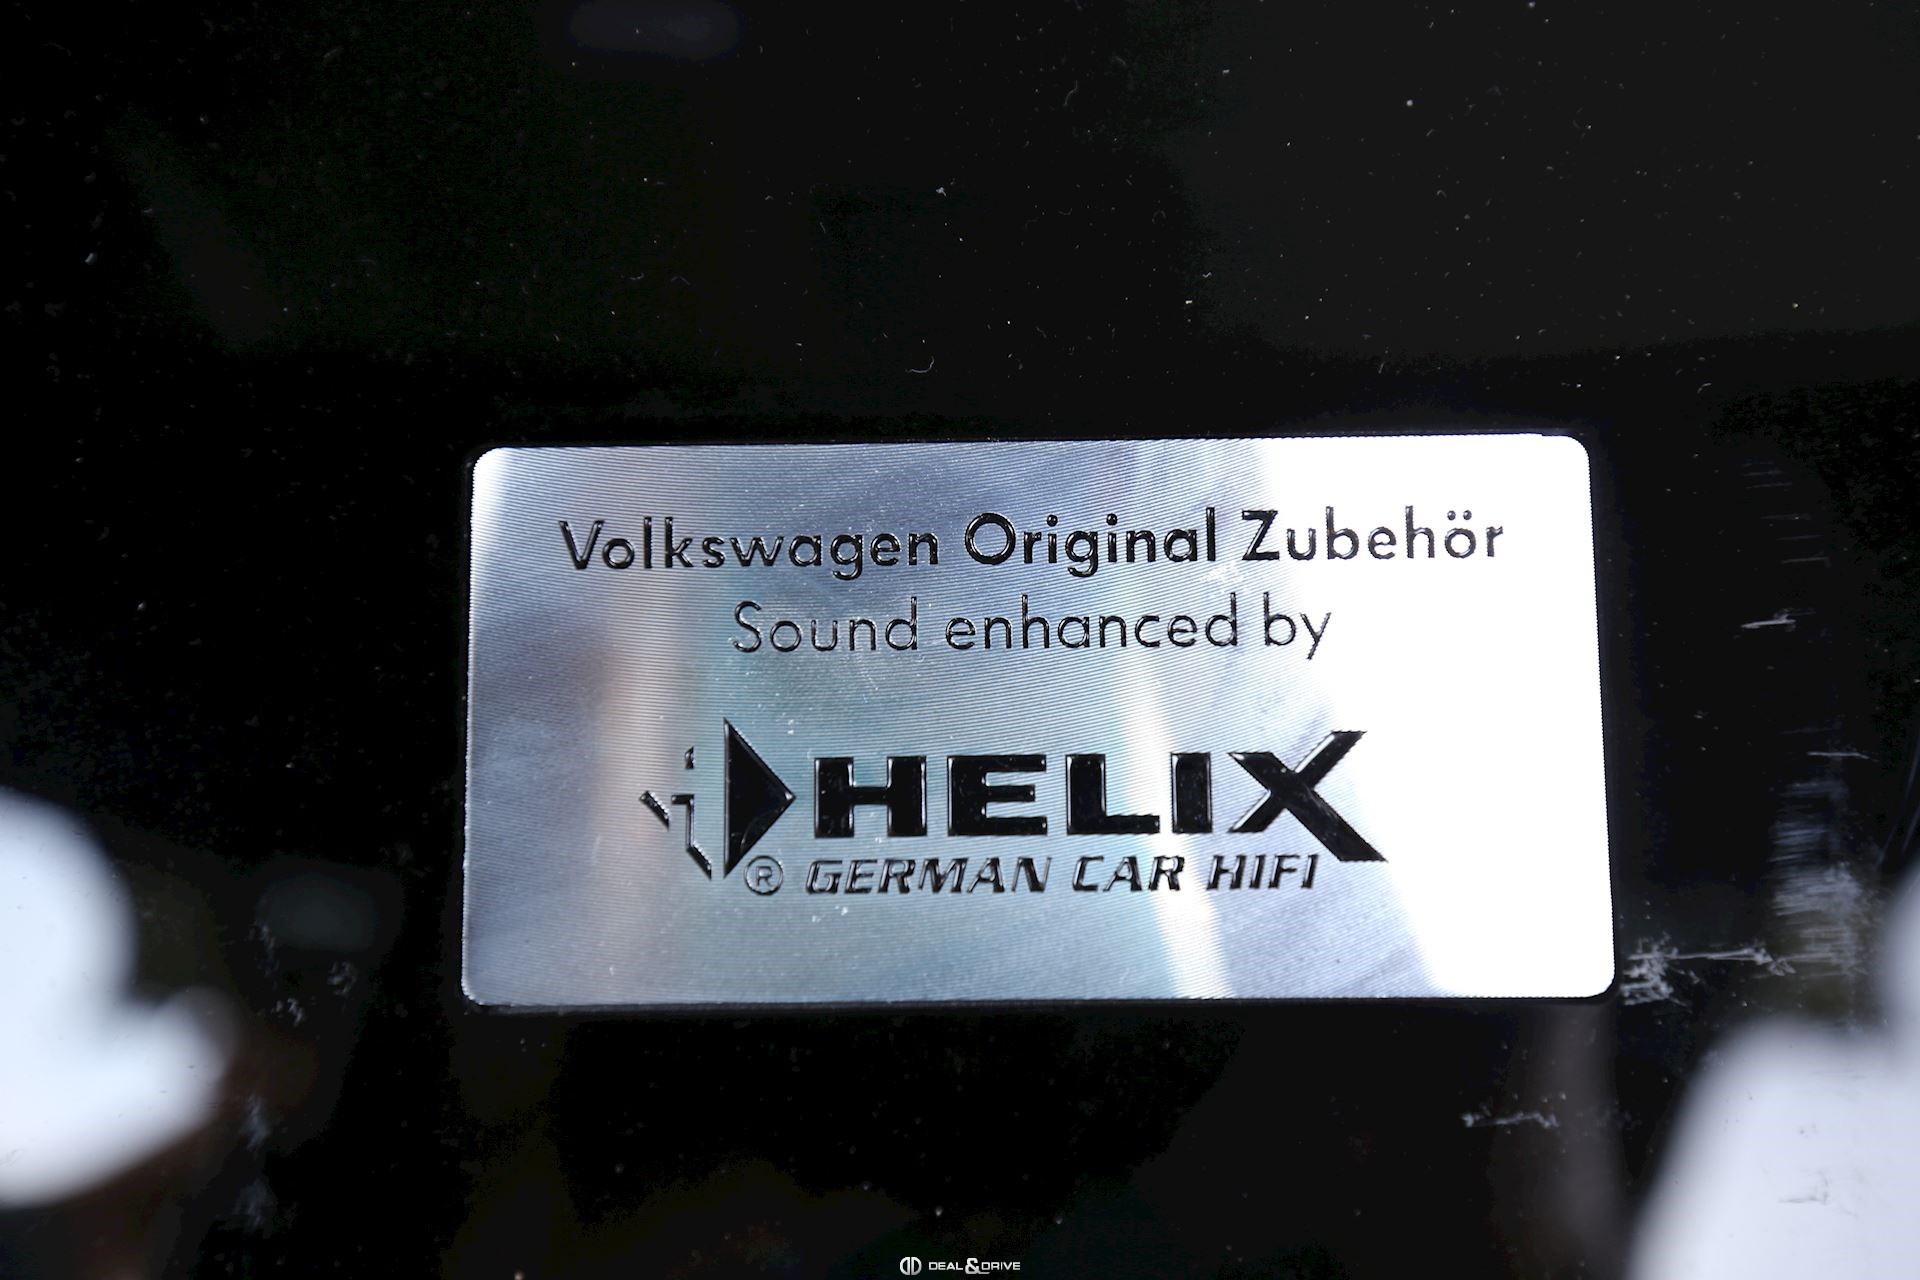 Volkswagen Original Zubehör
Sound enhanced by
HELIX
® GERMAN CAR HIFI
DEAL&DRIVE